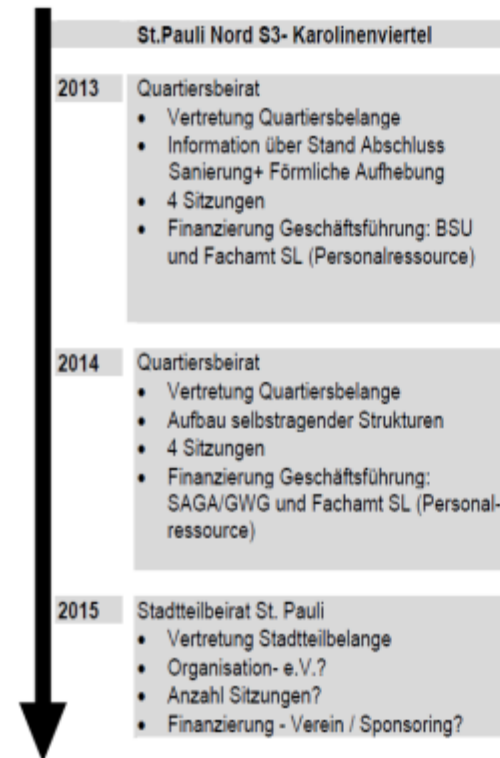 St.Pauli Nord S3- Karolinenviertel
2013 Quartiersbeirat
• Vertretung Quartiersbelange
• Information über Stand Abschluss
Sanierung+ Förmliche Aufhebung
• 4 Sitzungen
• Finanzierung Geschäftsführung: BSU
und Fachamt SL (Personalressource)
2014 Quartiersbeirat
• Vertretung Quartiersbelange
• Aufbau selbstragender Strukturen
• 4 Sitzungen
• Finanzierung Geschäftsführung:
SAGA/GWG und Fachamt SL (Personal-
ressource)
2015 Stadtteilbeirat St. Pauli
• Vertretung Stadtteilbelange
• Organisation- e.V.?
• Anzahl Sitzungen?
• Finanzierung - Verein / Sponsoring?